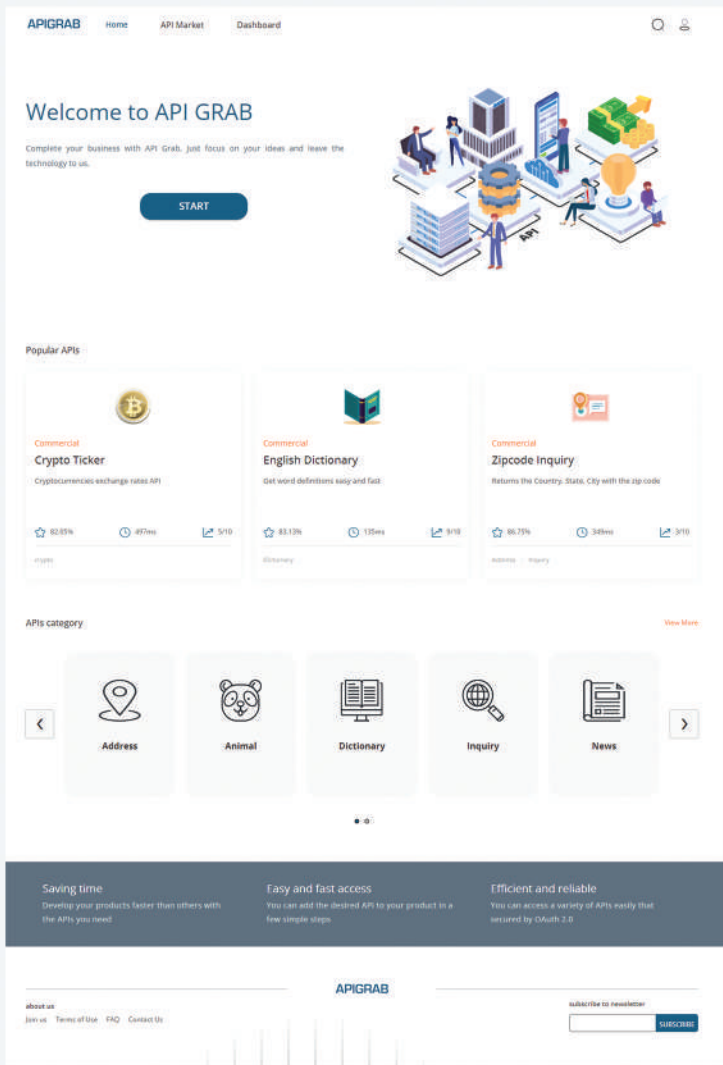 APIGRAB Home API Market Dashboard
Welcome to API GRAB
Complete your business with API Grab. Just focus on your ideas and leave the
technology to us.
START
API
Popular APIs
Commercial
Crypto Ticker
Cryptocurrencies exchange rates API
82.65% 497ms 5/10
crypto
Commercial
English Dictionary
Get word definitions easy and fast
83.13% 135ms 9/10
dictionary
Commercial
Zipcode Inquiry
Returns the Country, State, City with the zip code
86.75% 349ms 3/10
address inquiry
APIs category
View More
Address
Animal
Dictionary
Inquiry
News
Saving time
Develop your products faster than others with
the APIs you need
Easy and fast access
You can add the desired API to your product in a
few simple steps
Efficient and reliable
You can access a variety of APIs easily that
secured by OAuth 2.0
APIGRAB
about us
Join us Terms of Use FAQ Contact Us
subscribe to newsletter
SUBSCRIBE